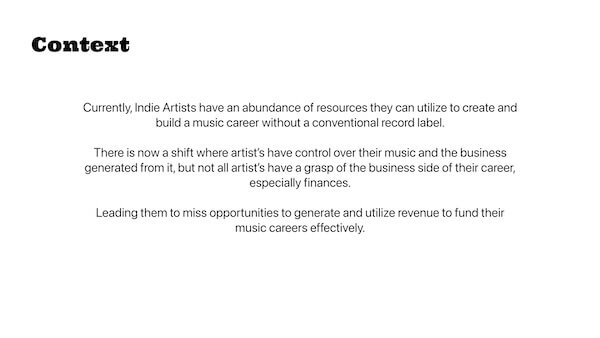 Context
Currently, Indie Artists have an abundance of resources they can utilize to create and
build a music career without a conventional record label.
There is now a shift where artist's have control over their music and the business
generated from it, but not all artist's have a grasp of the business side of their career,
especially finances.
Leading them to miss opportunities to generate and utilize revenue to fund their
music careers effectively.